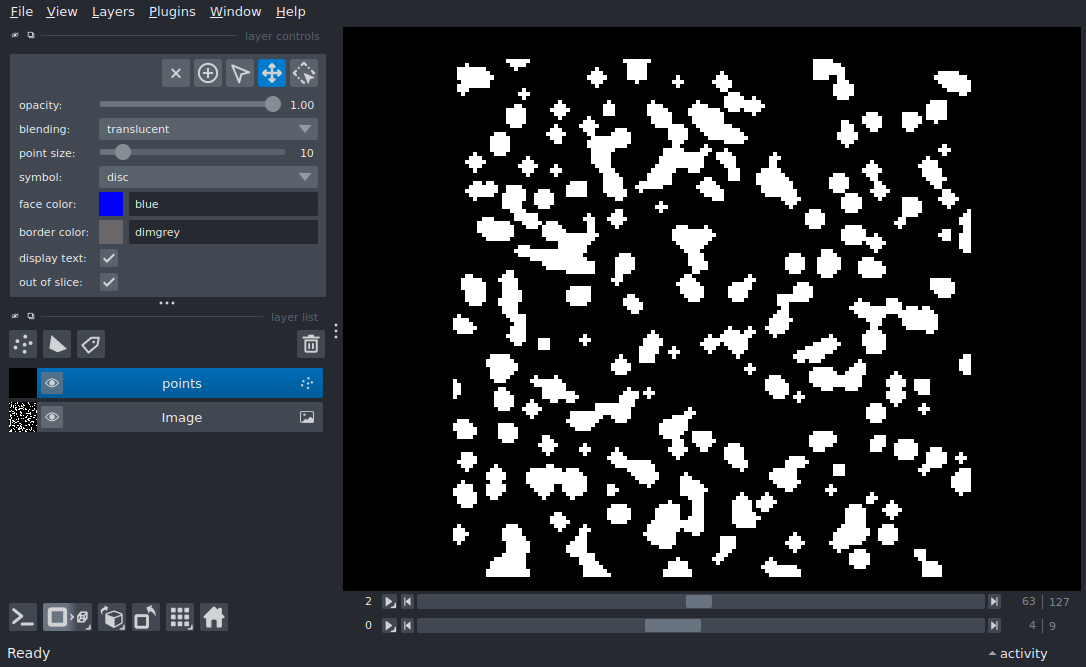 File View Layers Plugins Window Help
layer controls
opacity: 1.00
blending: translucent
point size: 10
symbol: disc
face color: blue
border color: dimgrey
display text:
out of slice:
layer list
points
Image
2 63 | 127
0 4 | 9
Ready activity